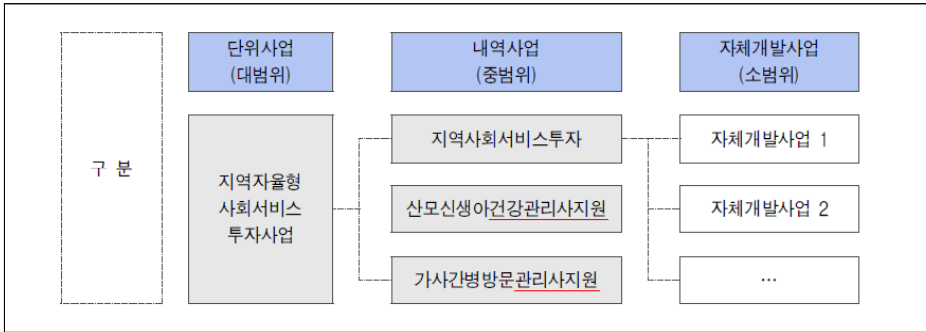 구 분
단위사업
(대범위)
내역사업
(중범위)
자체개발사업
(소범위)
지역자율형
사회서비스
투자사업
지역사회서비스투자
산모신생아건강관리사지원
가사간병방문관리사지원
자체개발사업 1
자체개발사업 2
…